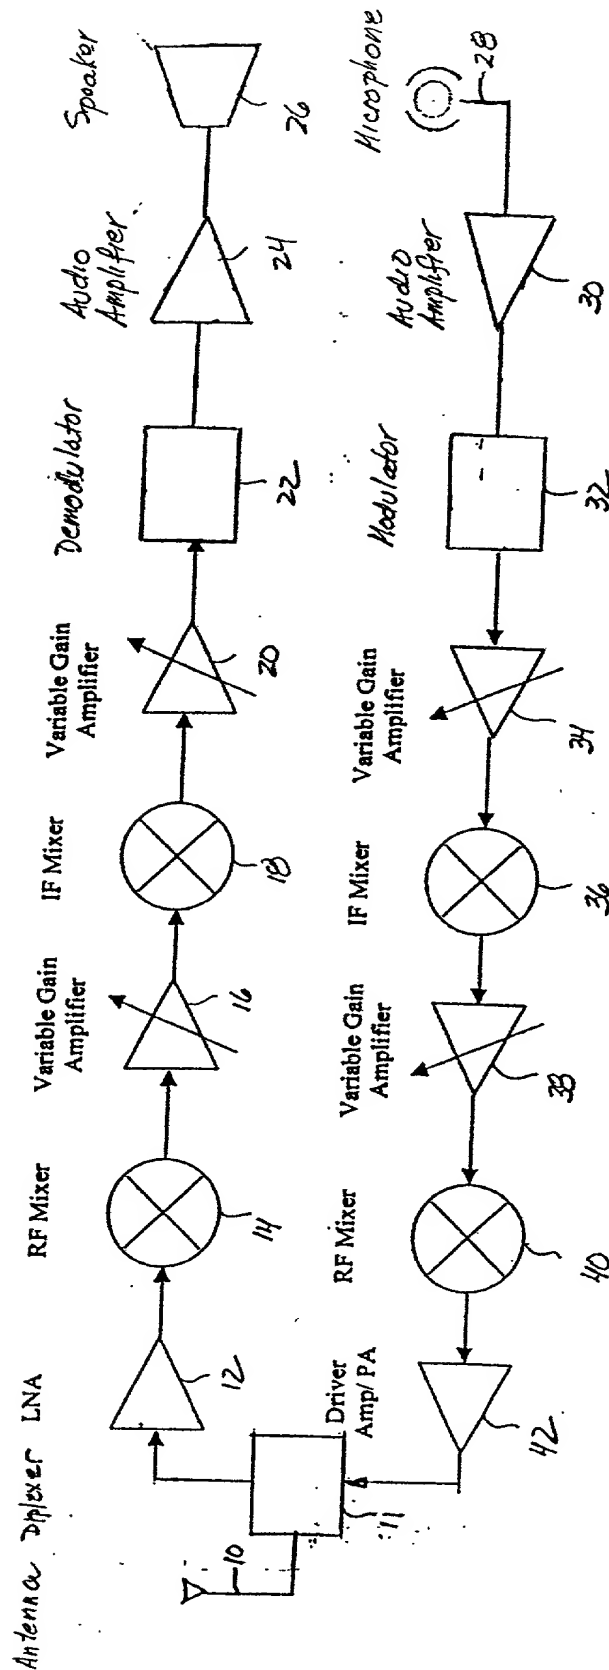 Antenna
Diplexer
LNA
RF Mixer
Variable Gain
Amplifier
IF Mixer
Variable Gain
Amplifier
Demodulator
Audio
Amplifier
Speaker
10
11
12
14
16
18
20
22
24
26
Driver
Amp/ PA
RF Mixer
Variable Gain
Amplifier
IF Mixer
Variable Gain
Amplifier
Modulator
Audio
Amplifier
Microphone
42
40
38
36
34
32
30
28